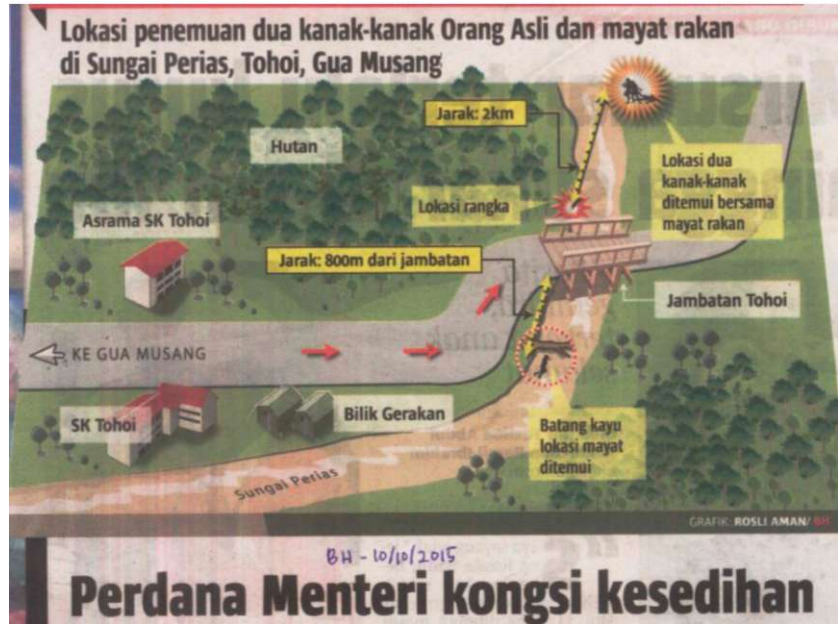 Lokasi penemuan dua kanak-kanak Orang Asli dan mayat rakan
di Sungai Perias, Tohoi, Gua Musang
Jarak: 2km
Hutan
Lokasi dua
kanak-kanak
ditemui bersama
mayat rakan
Lokasi rangka
Asrama SK Tohoi
Jarak: 800m dari jambatan
Jambatan Tohoi
KE GUA MUSANG
SK Tohoi
Bilik Gerakan
Batang kayu
lokasi mayat
ditemui
Sungai Perias
GRAFIK: ROSLI AMAN/ BH
BH - 10/10/2015
Perdana Menteri kongsi kesedihan